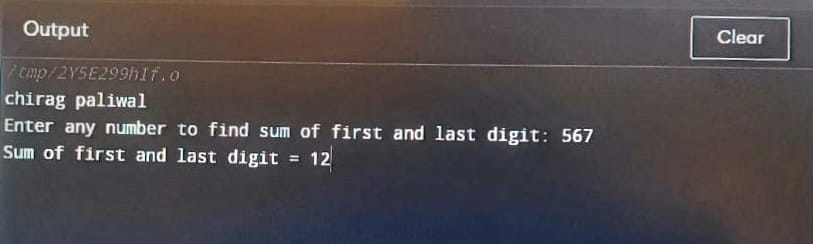 Output
Clear
/tmp/2Y5E299hIf.o
chirag paliwal
Enter any number to find sum of first and last digit: 567
Sum of first and last digit = 12